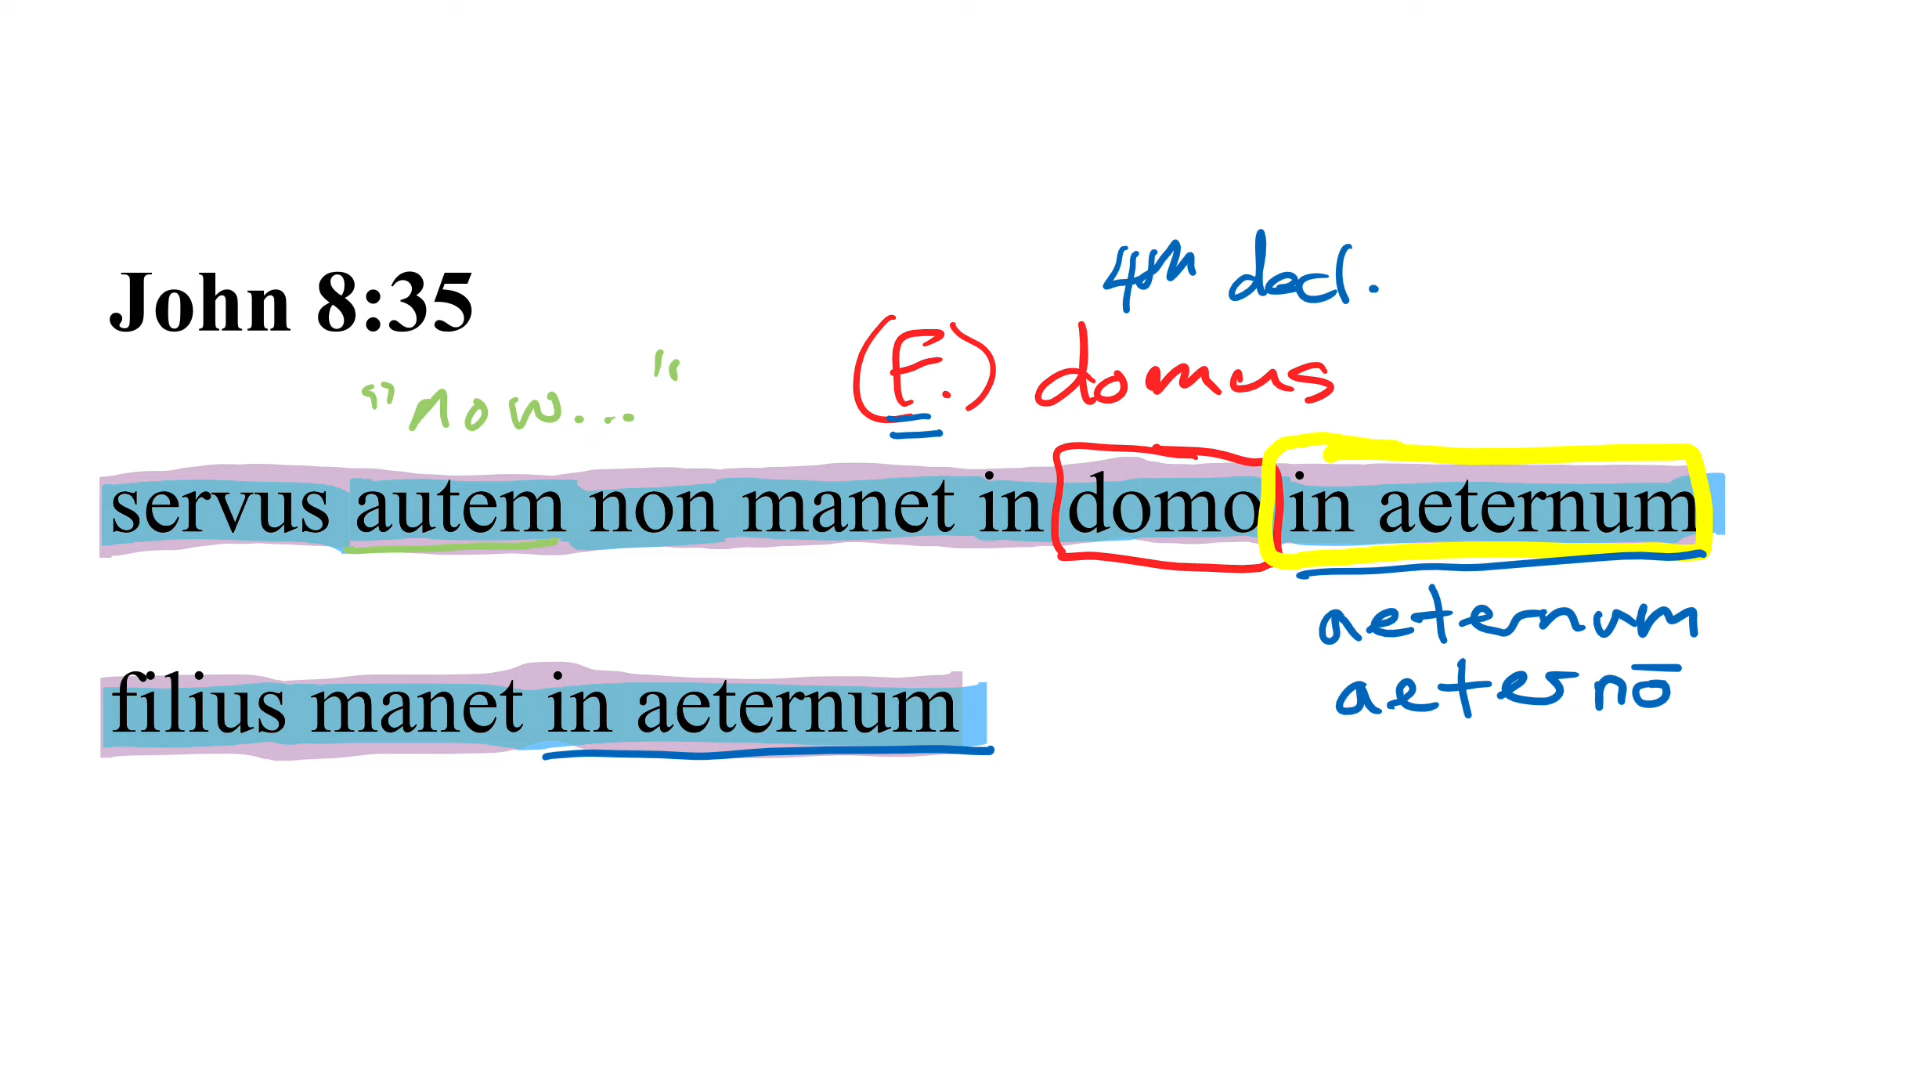 4th decl.
John 8:35
(F.) domus
"now..."
servus autem non manet in domo in aeternum
aeternum
filius manet in aeternum
aeternō